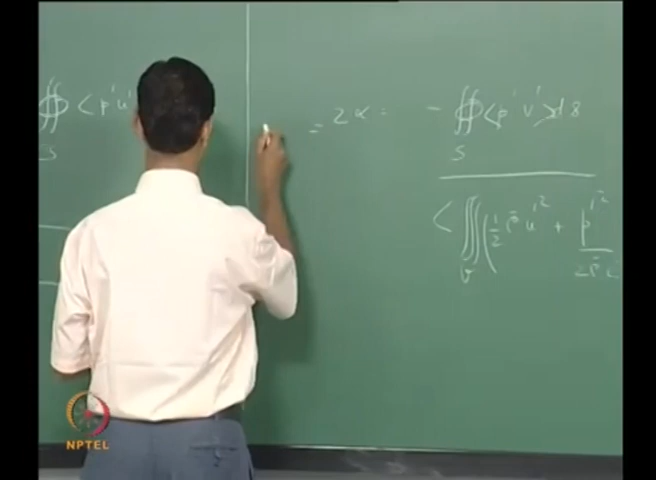 ∯ < p' u'
S
= 2α = - ∯ < p' v' > ds
S
< ∭ ( 1/2 ρ̄ u'² + p'² / 2ρ̄ c
v
NPTEL